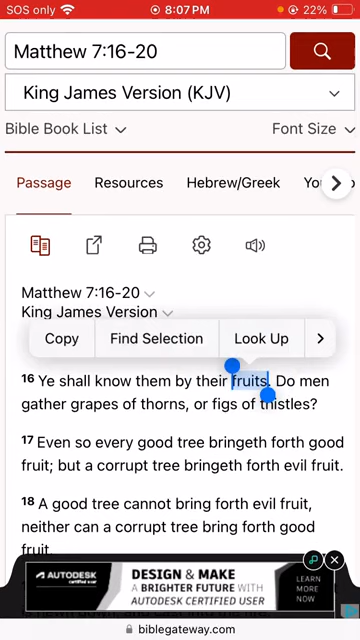 SOS only 8:07PM 22%
Matthew 7:16-20
King James Version (KJV)
Bible Book List Font Size
Passage Resources Hebrew/Greek
Matthew 7:16-20
King James Version
Copy Find Selection Look Up
16 Ye shall know them by their fruits. Do men
gather grapes of thorns, or figs of thistles?
17 Even so every good tree bringeth forth good
fruit; but a corrupt tree bringeth forth evil fruit.
18 A good tree cannot bring forth evil fruit,
neither can a corrupt tree bring forth good
fruit.
AUTODESK
DESIGN & MAKE
A BRIGHTER FUTURE WITH
AUTODESK CERTIFIED USER
LEARN
MORE
NOW
biblegateway.com